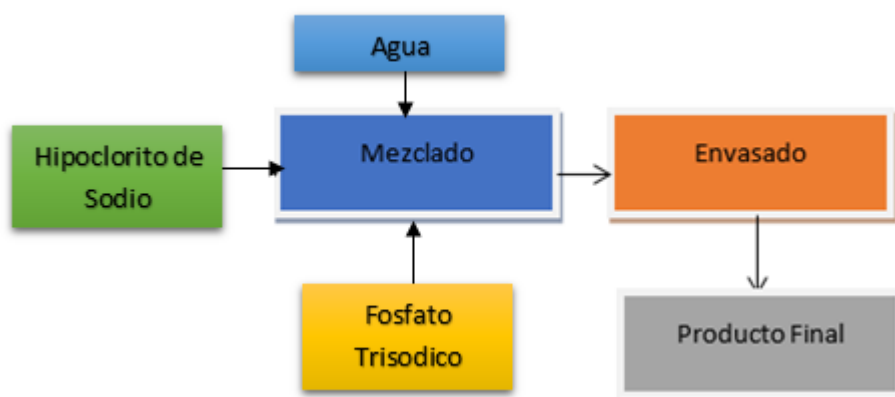 Agua
Hipoclorito de
Sodio
Mezclado
Envasado
Fosfato
Trisodico
Producto Final